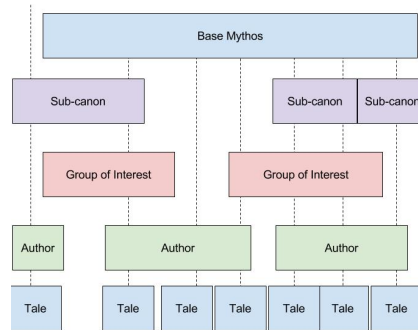 Base Mythos
Sub-canon
Sub-canon
Sub-canon
Group of Interest
Group of Interest
Author
Author
Author
Tale
Tale
Tale
Tale
Tale
Tale
Tale